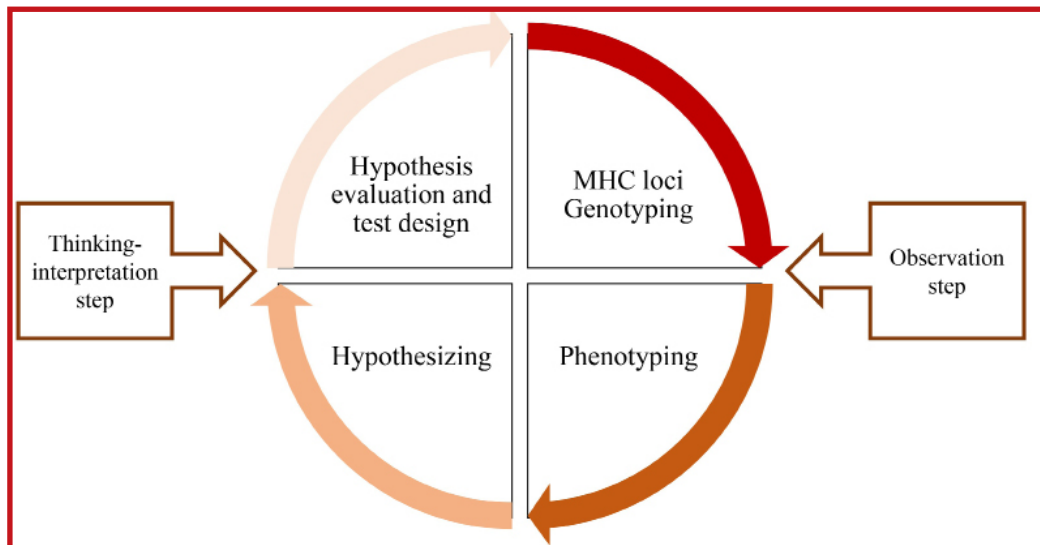 Hypothesis
evaluation and
test design
MHC loci
Genotyping
Thinking-
interpretation
step
Observation
step
Hypothesizing
Phenotyping